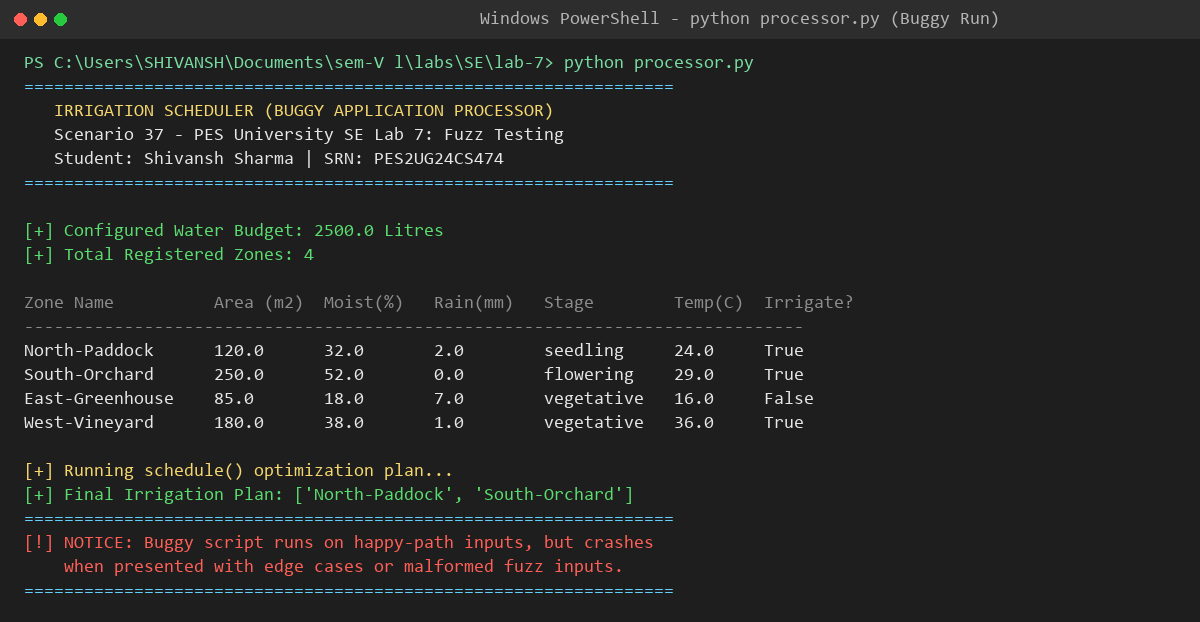 Windows PowerShell - python processor.py (Buggy Run)
PS C:\Users\SHIVANSH\Documents\sem-V l\labs\SE\lab-7> python processor.py
=================================================================
IRRIGATION SCHEDULER (BUGGY APPLICATION PROCESSOR)
Scenario 37 - PES University SE Lab 7: Fuzz Testing
Student: Shivansh Sharma | SRN: PES2UG24CS474
=================================================================
[+] Configured Water Budget: 2500.0 Litres
[+] Total Registered Zones: 4
Zone Name Area (m2) Moist(%) Rain(mm) Stage Temp(C) Irrigate?
------------------------------------------------------------------------------
North-Paddock 120.0 32.0 2.0 seedling 24.0 True
South-Orchard 250.0 52.0 0.0 flowering 29.0 True
East-Greenhouse 85.0 18.0 7.0 vegetative 16.0 False
West-Vineyard 180.0 38.0 1.0 vegetative 36.0 True
[+] Running schedule() optimization plan...
[+] Final Irrigation Plan: ['North-Paddock', 'South-Orchard']
=================================================================
[!] NOTICE: Buggy script runs on happy-path inputs, but crashes
when presented with edge cases or malformed fuzz inputs.
=================================================================